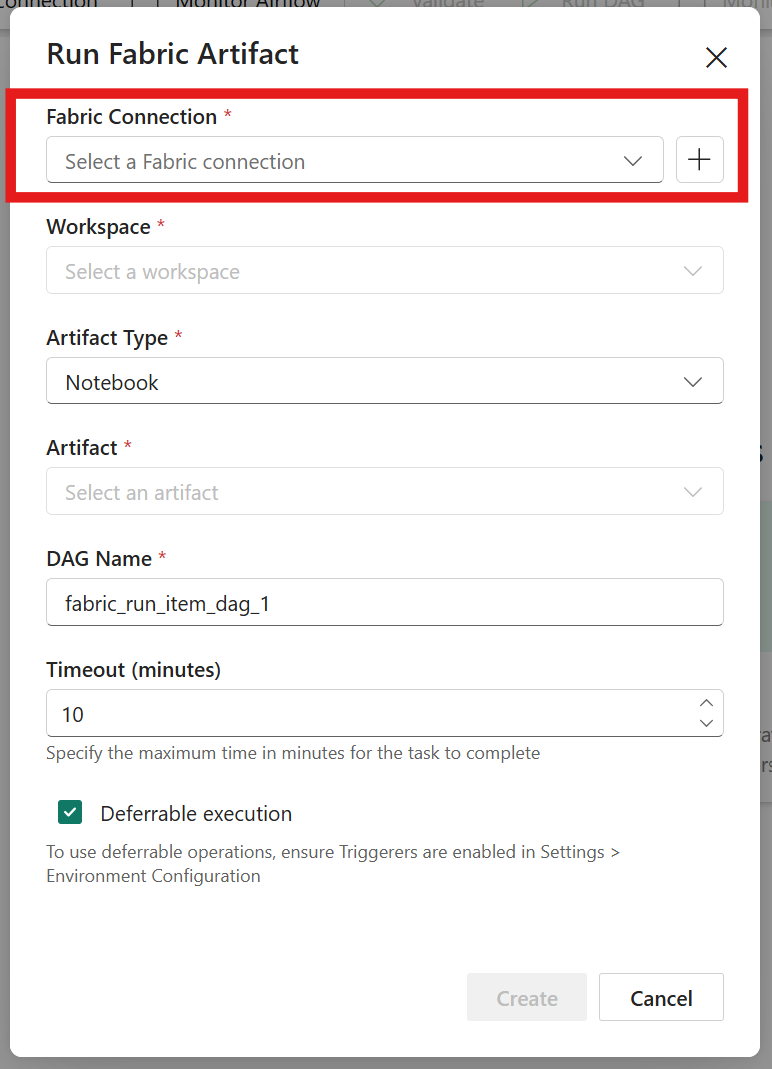 Monitor Airflow
Validate
Run DAG
Run Fabric Artifact
Fabric Connection *
Select a Fabric connection
Workspace *
Select a workspace
Artifact Type *
Notebook
Artifact *
Select an artifact
DAG Name *
fabric_run_item_dag_1
Timeout (minutes)
10
Specify the maximum time in minutes for the task to complete
Deferrable execution
To use deferrable operations, ensure Triggerers are enabled in Settings >
Environment Configuration
Create
Cancel